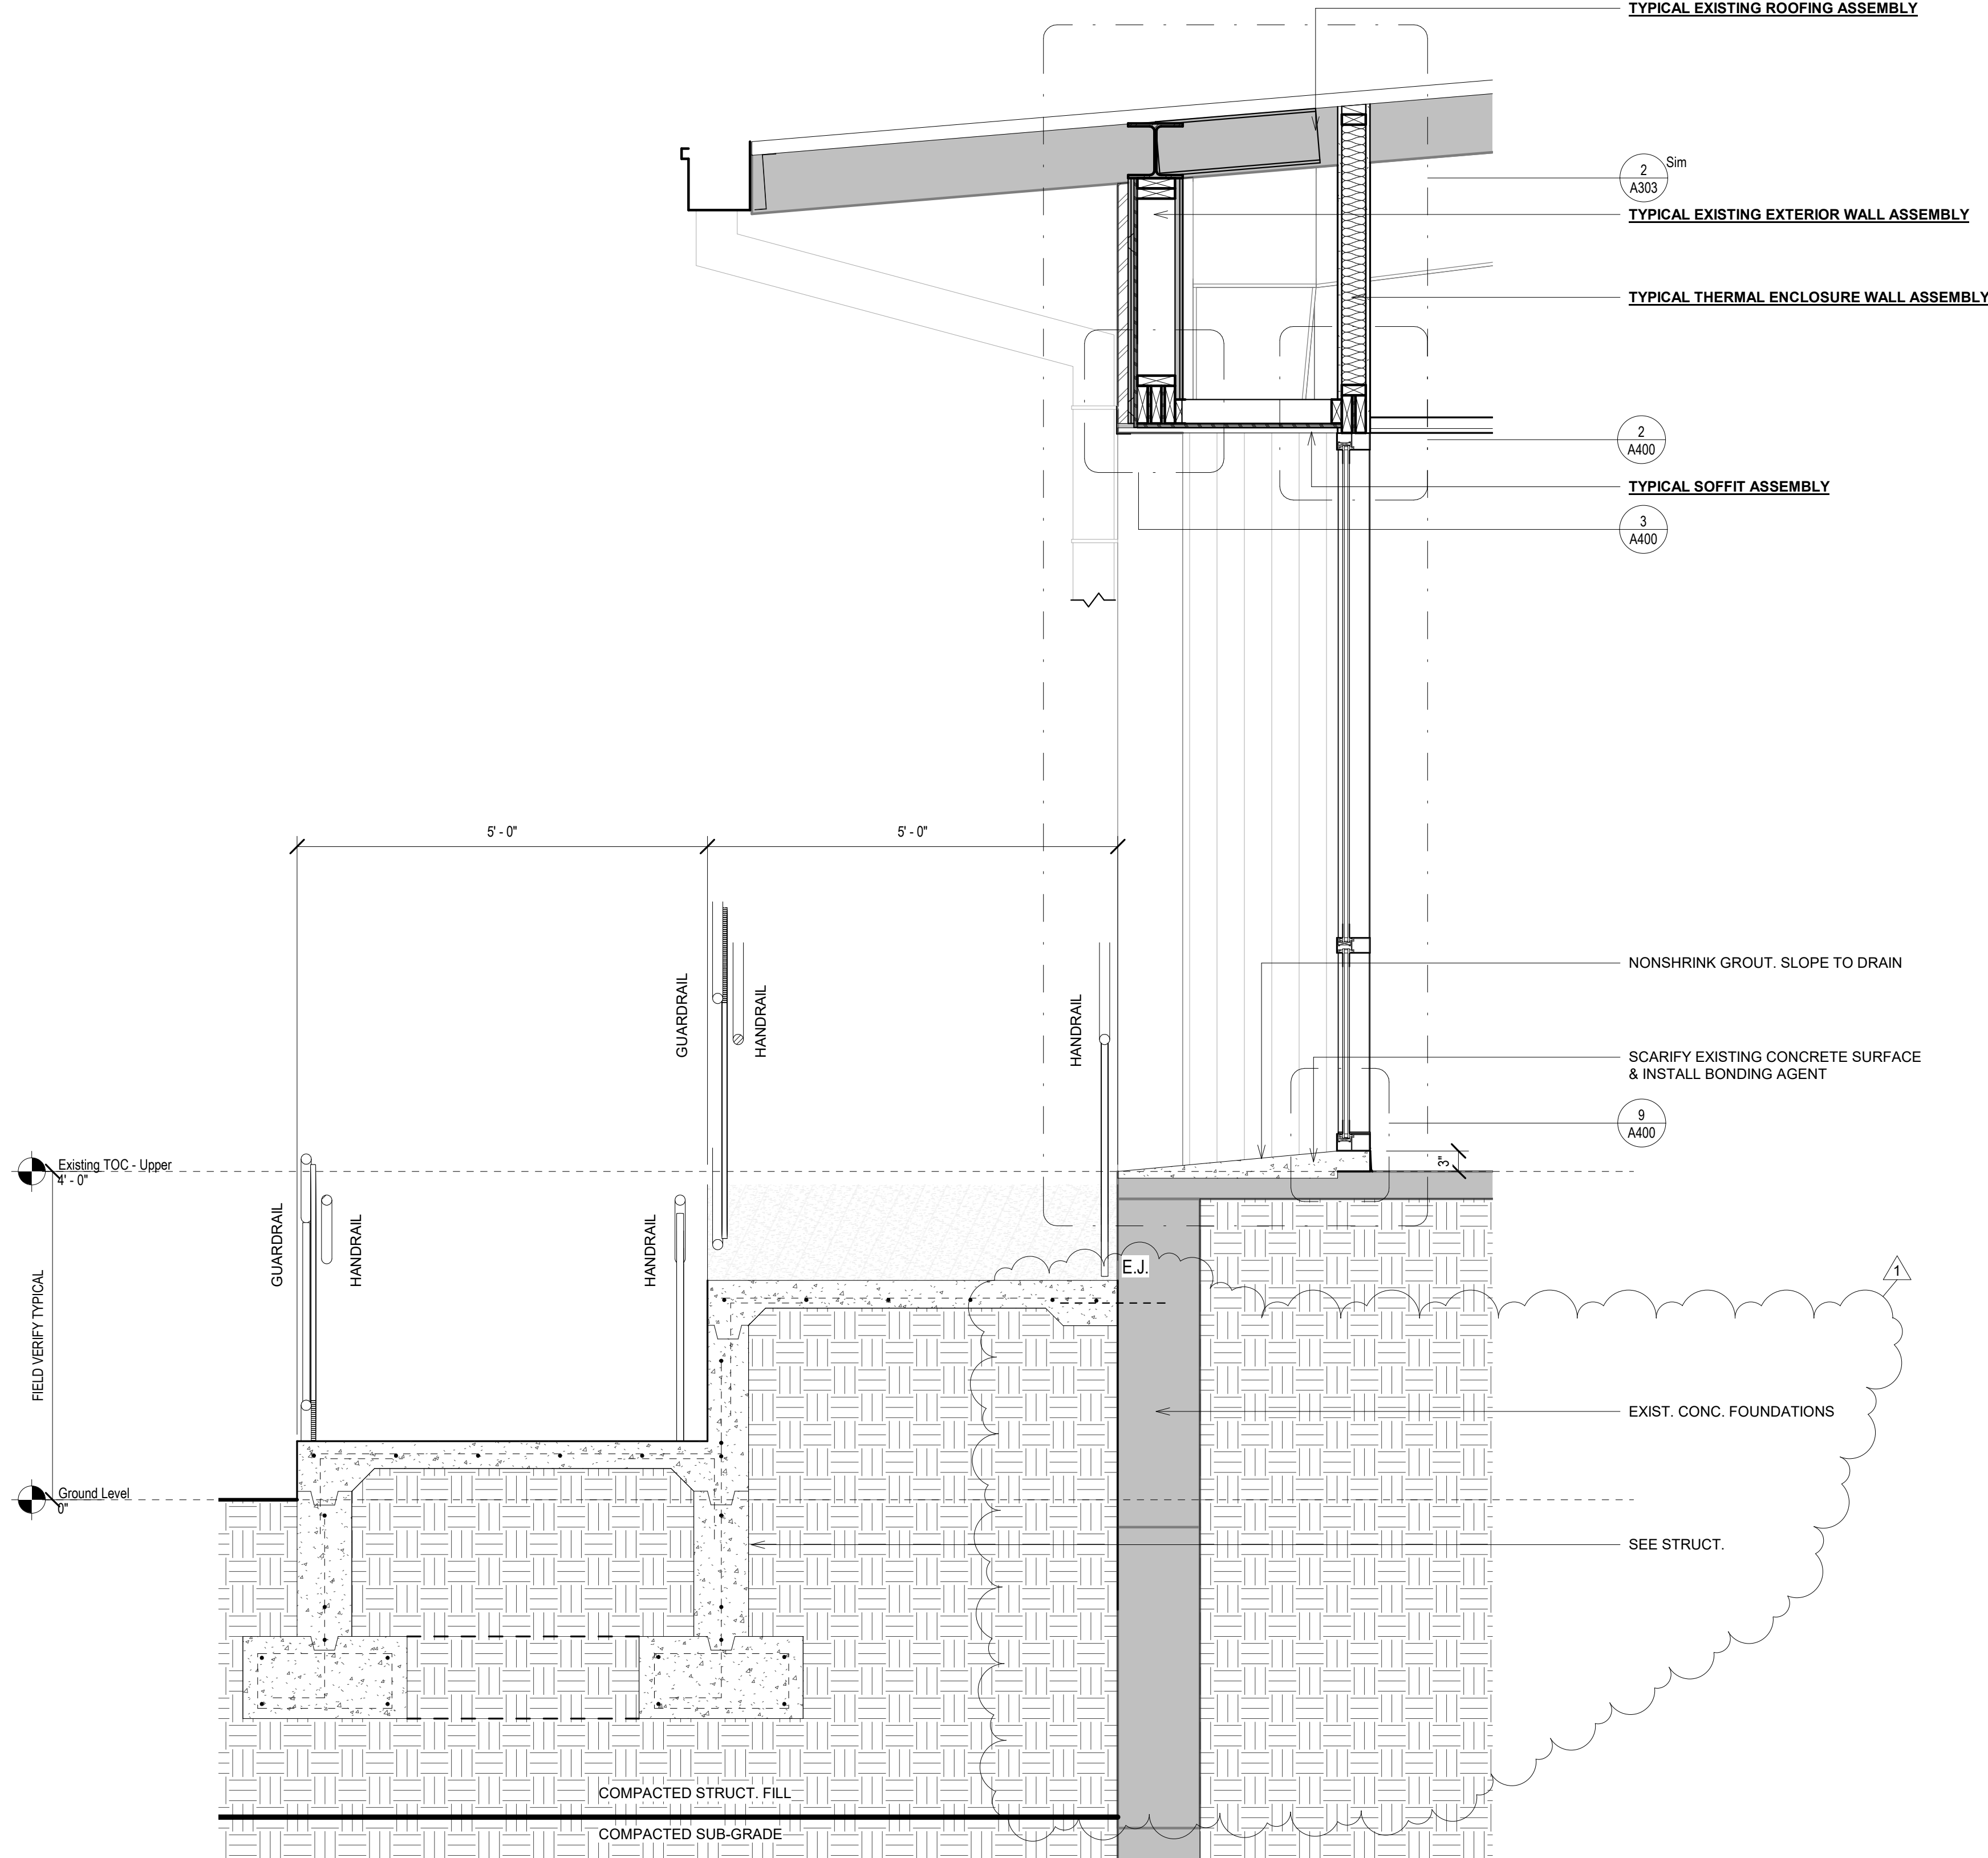 TYPICAL EXISTING ROOFING ASSEMBLY
2
A303
Sim
TYPICAL EXISTING EXTERIOR WALL ASSEMBLY
TYPICAL THERMAL ENCLOSURE WALL ASSEMBLY
2
A400
TYPICAL SOFFIT ASSEMBLY
3
A400
5' - 0"
5' - 0"
NONSHRINK GROUT. SLOPE TO DRAIN
GUARDRAIL
HANDRAIL
HANDRAIL
SCARIFY EXISTING CONCRETE SURFACE
& INSTALL BONDING AGENT
9
A400
Existing TOC - Upper
4' - 0"
3"
GUARDRAIL
HANDRAIL
HANDRAIL
E.J.
1
FIELD VERIFY TYPICAL
EXIST. CONC. FOUNDATIONS
Ground Level
0"
SEE STRUCT.
COMPACTED STRUCT. FILL
COMPACTED SUB-GRADE